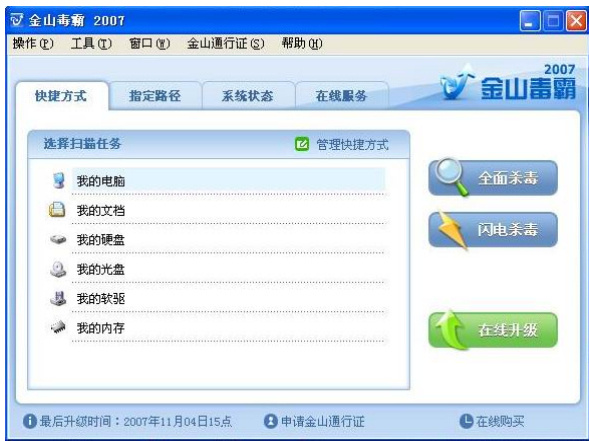 金山毒霸 2007
操作(P) 工具(T) 窗口(W) 金山通行证(S) 帮助(H)
2007
金山毒霸
快捷方式 指定路径 系统状态 在线服务
选择扫描任务 管理快捷方式
我的电脑
我的文档
我的硬盘
我的光盘
我的软驱
我的内存
全面杀毒
闪电杀毒
在线升级
最后升级时间：2007年11月04日15点 申请金山通行证 在线购买